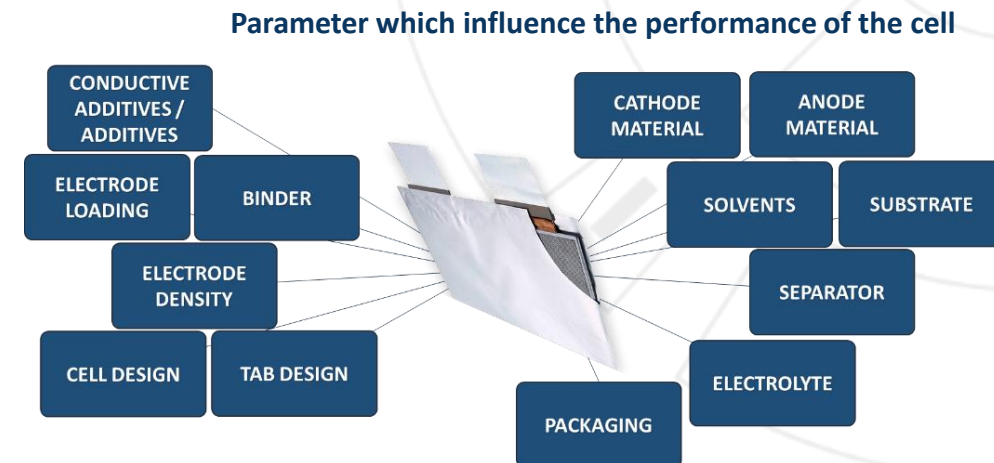 Parameter which influence the performance of the cell
CONDUCTIVE
ADDITIVES /
ADDITIVES
ELECTRODE
LOADING
BINDER
ELECTRODE
DENSITY
CELL DESIGN
TAB DESIGN
CATHODE
MATERIAL
ANODE
MATERIAL
SOLVENTS
SUBSTRATE
SEPARATOR
ELECTROLYTE
PACKAGING